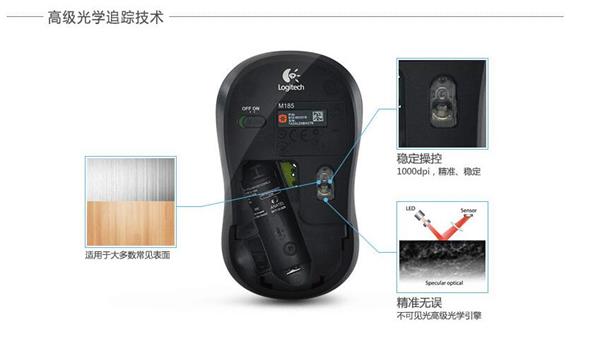 高级光学追踪技术
Logitech
OFF ON
M185
稳定操控
1000dpi，精准、稳定
适用于大多数常见表面
LED
Sensor
Specular optical
精准无误
不可见光高级光学引擎